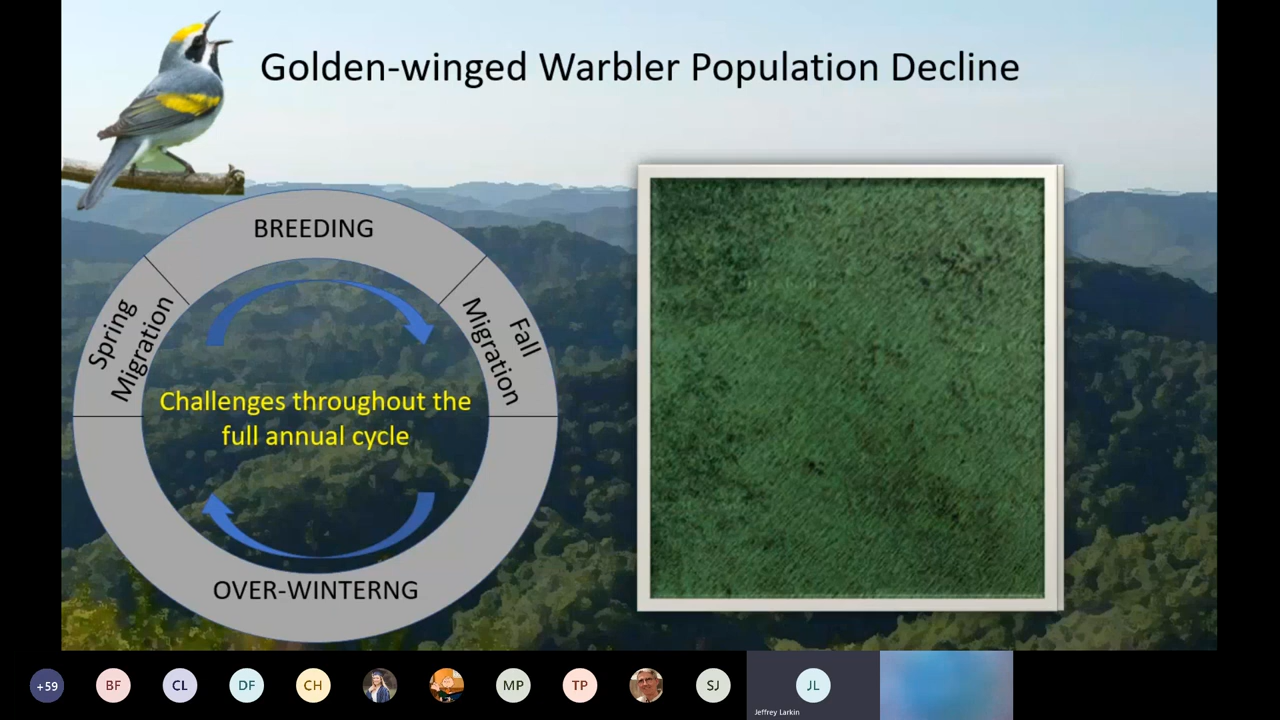 Golden-winged Warbler Population Decline
BREEDING
Spring
Migration
Fall
Migration
Challenges throughout the
full annual cycle
OVER-WINTERNG
+59
BF
CL
DF
CH
MP
TP
SJ
JL
Jeffrey Larkin